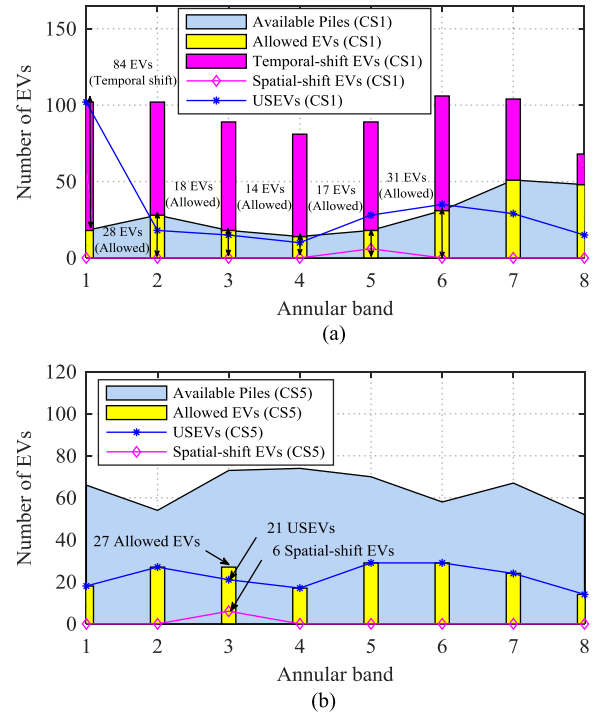 150
100
50
0
Number of EVs
Available Piles (CS1)
Allowed EVs (CS1)
Temporal-shift EVs (CS1)
Spatial-shift EVs (CS1)
USEVs (CS1)
84 EVs
(Temporal shift)
18 EVs
(Allowed)
14 EVs
(Allowed)
17 EVs
(Allowed)
31 EVs
(Allowed)
28 EVs
(Allowed)
1 2 3 4 5 6 7 8
Annular band
(a)
120
100
80
60
40
20
0
Number of EVs
Available Piles (CS5)
Allowed EVs (CS5)
USEVs (CS5)
Spatial-shift EVs (CS5)
21 USEVs
27 Allowed EVs
6 Spatial-shift EVs
1 2 3 4 5 6 7 8
Annular band
(b)